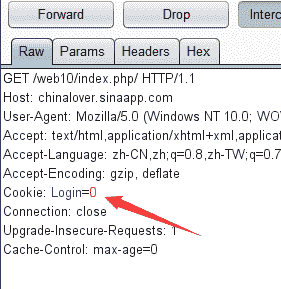 Forward Drop Interc
Raw Params Headers Hex
GET /web10/index.php/ HTTP/1.1
Host: chinalover.sinaapp.com
User-Agent: Mozilla/5.0 (Windows NT 10.0; WOV
Accept: text/html,application/xhtml+xml,applicat
Accept-Language: zh-CN,zh;q=0.8,zh-TW;q=0.7
Accept-Encoding: gzip, deflate
Cookie: Login=0
Connection: close
Upgrade-Insecure-Requests: 1
Cache-Control: max-age=0